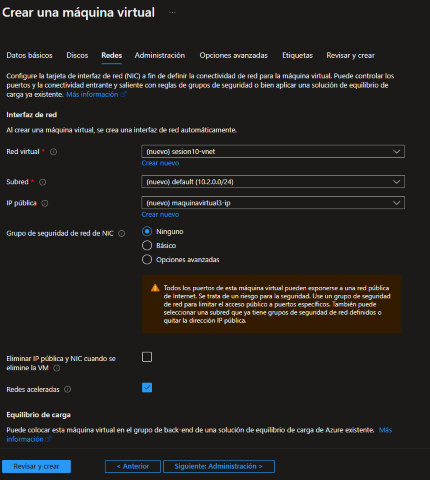 Crear una máquina virtual ...
Datos básicos Discos Redes Administración Opciones avanzadas Etiquetas Revisar y crear
Configure la tarjeta de interfaz de red (NIC) a fin de definir la conectividad de red para la máquina virtual. Puede controlar los
puertos y la conectividad entrante y saliente con reglas de grupos de seguridad o bien aplicar una solución de equilibrio de
carga ya existente. Más información
Interfaz de red
Al crear una máquina virtual, se crea una interfaz de red automáticamente.
Red virtual * (nuevo) sesion10-vnet
Crear nuevo
Subred * (nuevo) default (10.2.0.0/24)
IP pública (nuevo) maquinavirtual3-ip
Crear nuevo
Grupo de seguridad de red de NIC Ninguno
Básico
Opciones avanzadas
Todos los puertos de esta máquina virtual pueden exponerse a una red pública
de Internet. Se trata de un riesgo para la seguridad. Use un grupo de seguridad
de red para limitar el acceso público a puertos específicos. También puede
seleccionar una subred que ya tiene grupos de seguridad de red definidos o
quitar la dirección IP pública.
Eliminar IP pública y NIC cuando se
elimine la VM
Redes aceleradas
Equilibrio de carga
Puede colocar esta máquina virtual en el grupo de back-end de una solución de equilibrio de carga de Azure existente. Más
información
Revisar y crear < Anterior Siguiente: Administración >